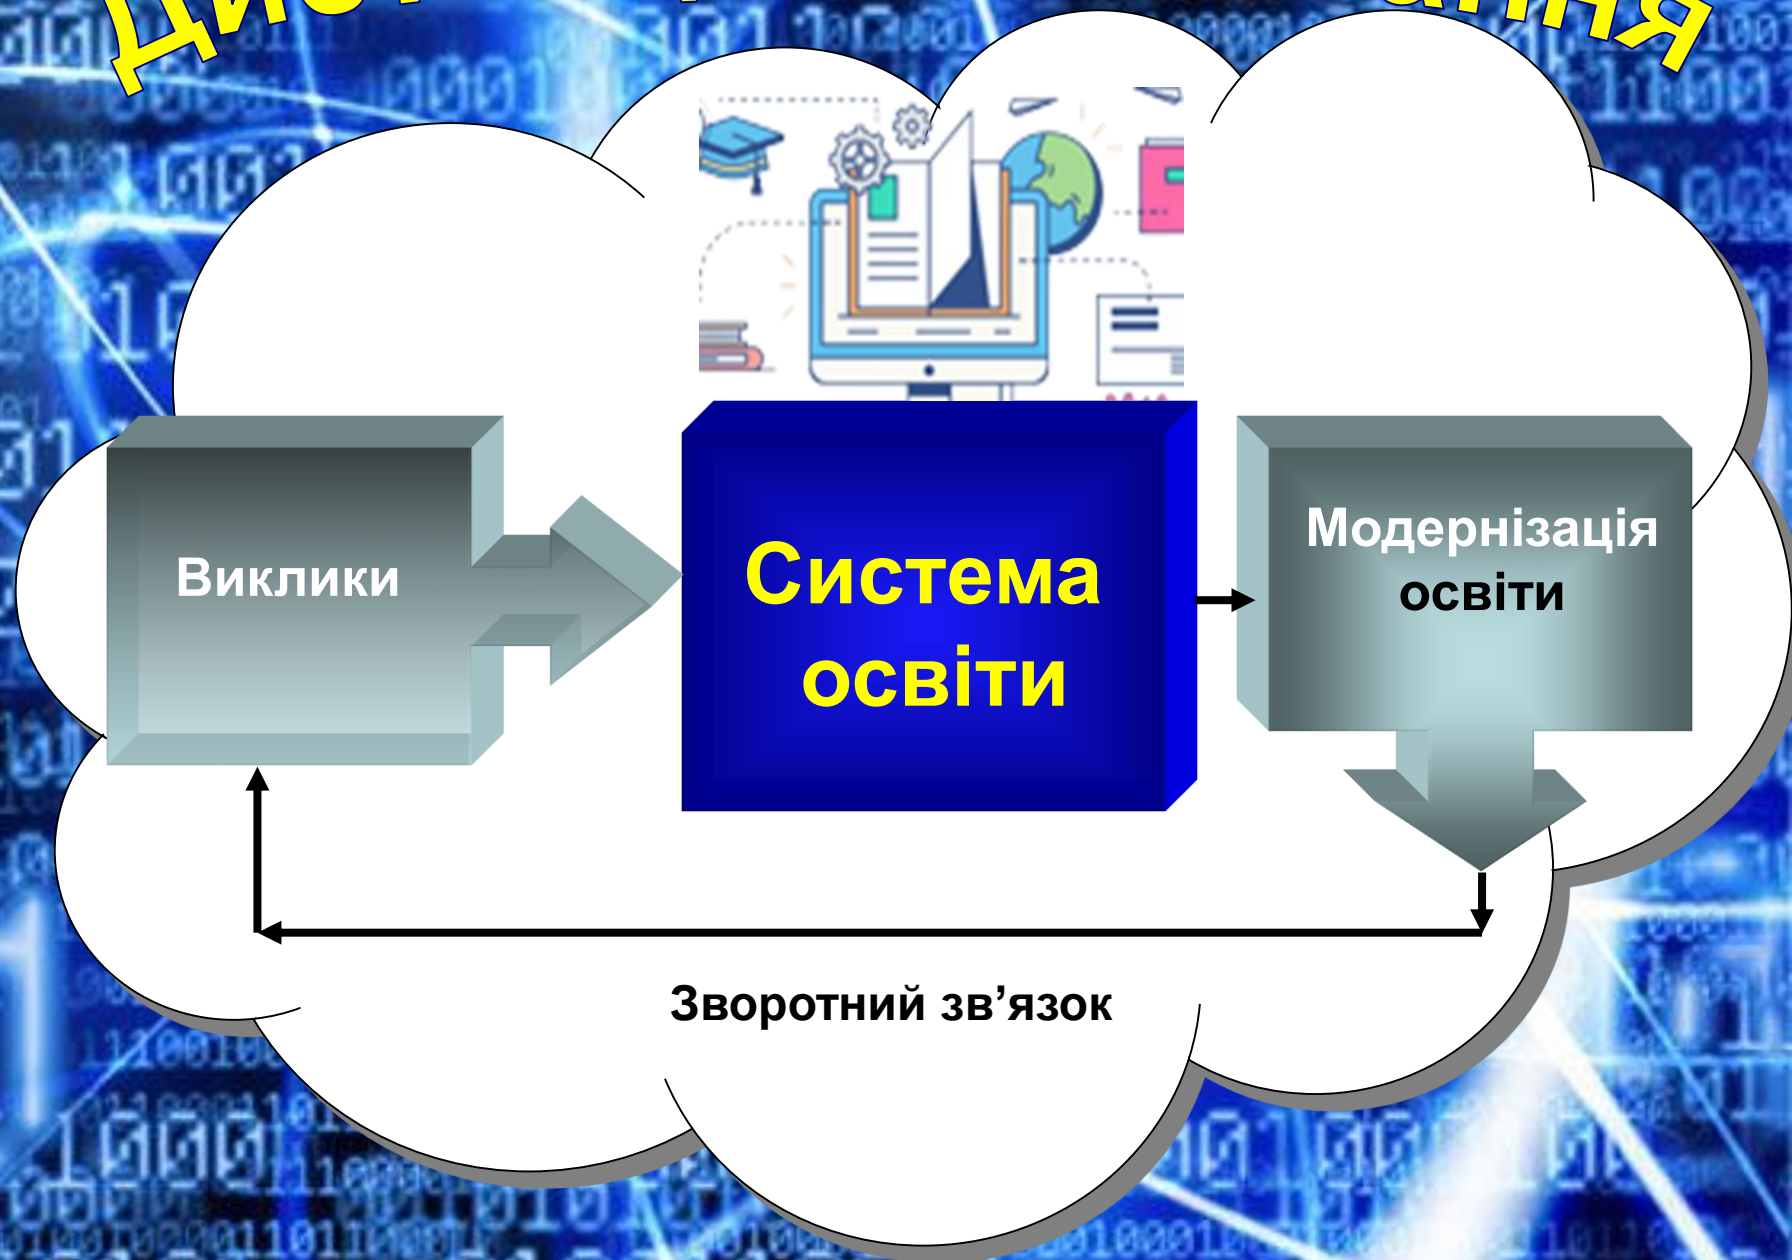 Виклики
Система
освіти
Модернізація
освіти
Зворотний зв’язок